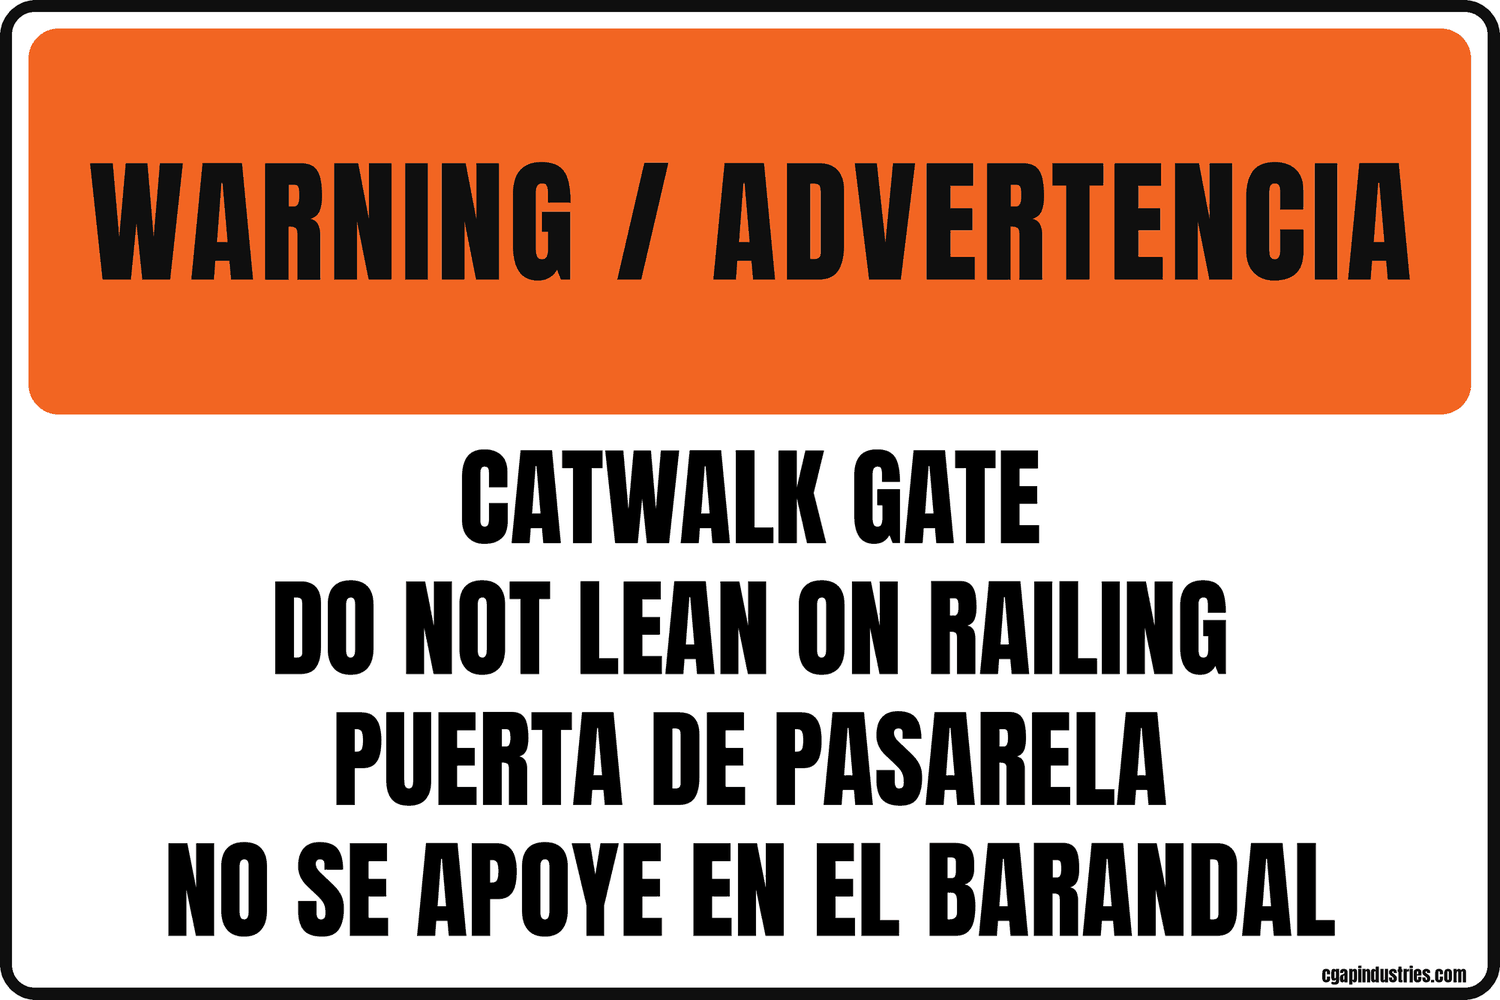 WARNING / ADVERTENCIA
CATWALK GATE
DO NOT LEAN ON RAILING
PUERTA DE PASARELA
NO SE APOYE EN EL BARANDAL
cgapindustries.com